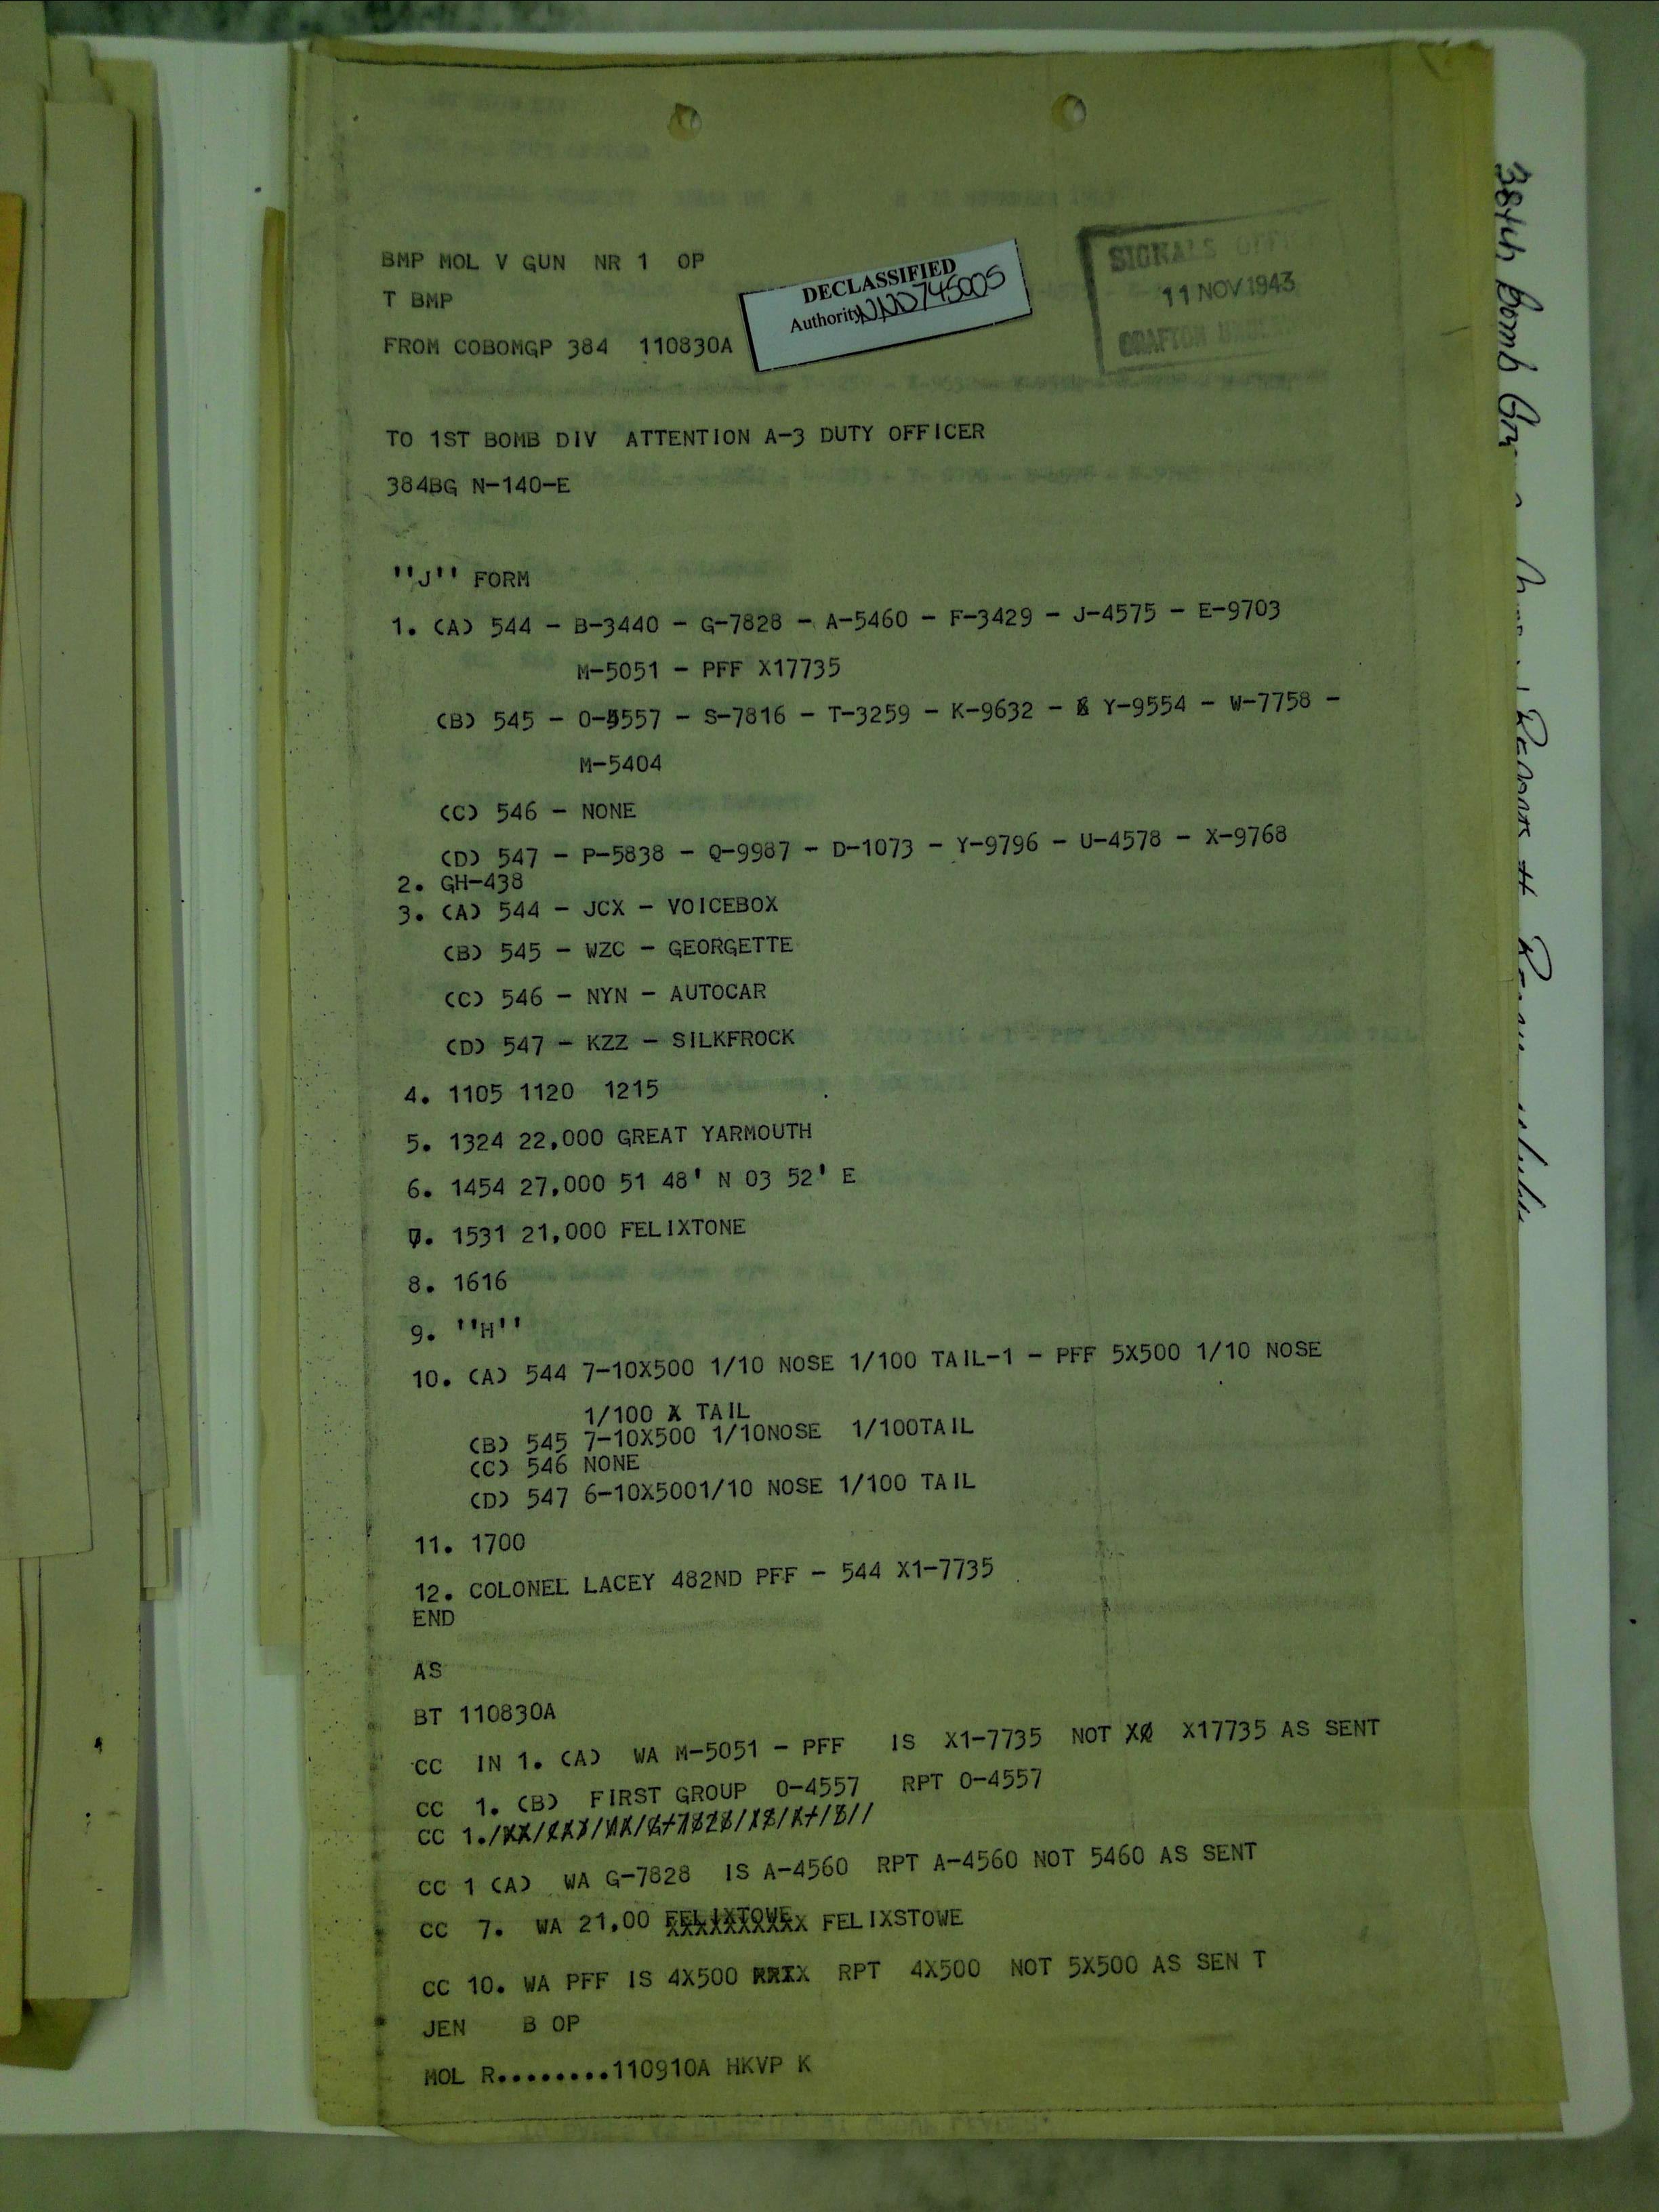 BMP MOL V GUN  NR 1  OP
T BMP
FROM COBOMGP 384  110830A
DECLASSIFIED
Authority NND745005
SIGNALS
11 NOV 1943
GRAFTON
TO 1ST BOMB DIV  ATTENTION A-3 DUTY OFFICER
384BG N-140-E
''J'' FORM
1. (A) 544 - B-3440 - G-7828 - A-5460 - F-3429 - J-4575 - E-9703
M-5051 - PFF X17735
(B) 545 - O-5557 - S-7816 - T-3259 - K-9632 - Y-9554 - W-7758 -
M-5404
(C) 546 - NONE
(D) 547 - P-5838 - Q-9987 - D-1073 - Y-9796 - U-4578 - X-9768
2. GH-438
3. (A) 544 - JCX - VOICEBOX
(B) 545 - WZC - GEORGETTE
(C) 546 - NYN - AUTOCAR
(D) 547 - KZZ - SILKFROCK
4. 1105 1120  1215
5. 1324 22,000 GREAT YARMOUTH
6. 1454 27,000 51 48' N 03 52' E
7. 1531 21,000 FELIXTONE
8. 1616
9. ''H''
10. (A) 544 7-10X500 1/10 NOSE 1/100 TAIL-1 - PFF 5X500 1/10 NOSE
1/100 X TAIL
(B) 545 7-10X500 1/10NOSE  1/100TAIL
(C) 546 NONE
(D) 547 6-10X5001/10 NOSE 1/100 TAIL
11. 1700
12. COLONEL LACEY 482ND PFF - 544 X1-7735
END
AS
BT 110830A
CC  IN 1. (A)  WA M-5051 - PFF  IS  X1-7735  NOT XØ  X17735 AS SENT
CC  1. (B)  FIRST GROUP  O-4557  RPT O-4557
CC 1.
CC 1 (A)  WA G-7828  IS A-4560  RPT A-4560 NOT 5460 AS SENT
CC  7.  WA 21,00 FELIXTOWE FELIXSTOWE
CC 10. WA PFF IS 4X500 RPT  4X500  NOT 5X500 AS SEN T
JEN    B OP
MOL R........110910A HKVP K
384th Bomb